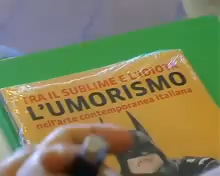 TRA IL SUBLIME E L'IDIOTA
L'UMORISMO
nell'arte contemporanea italiana